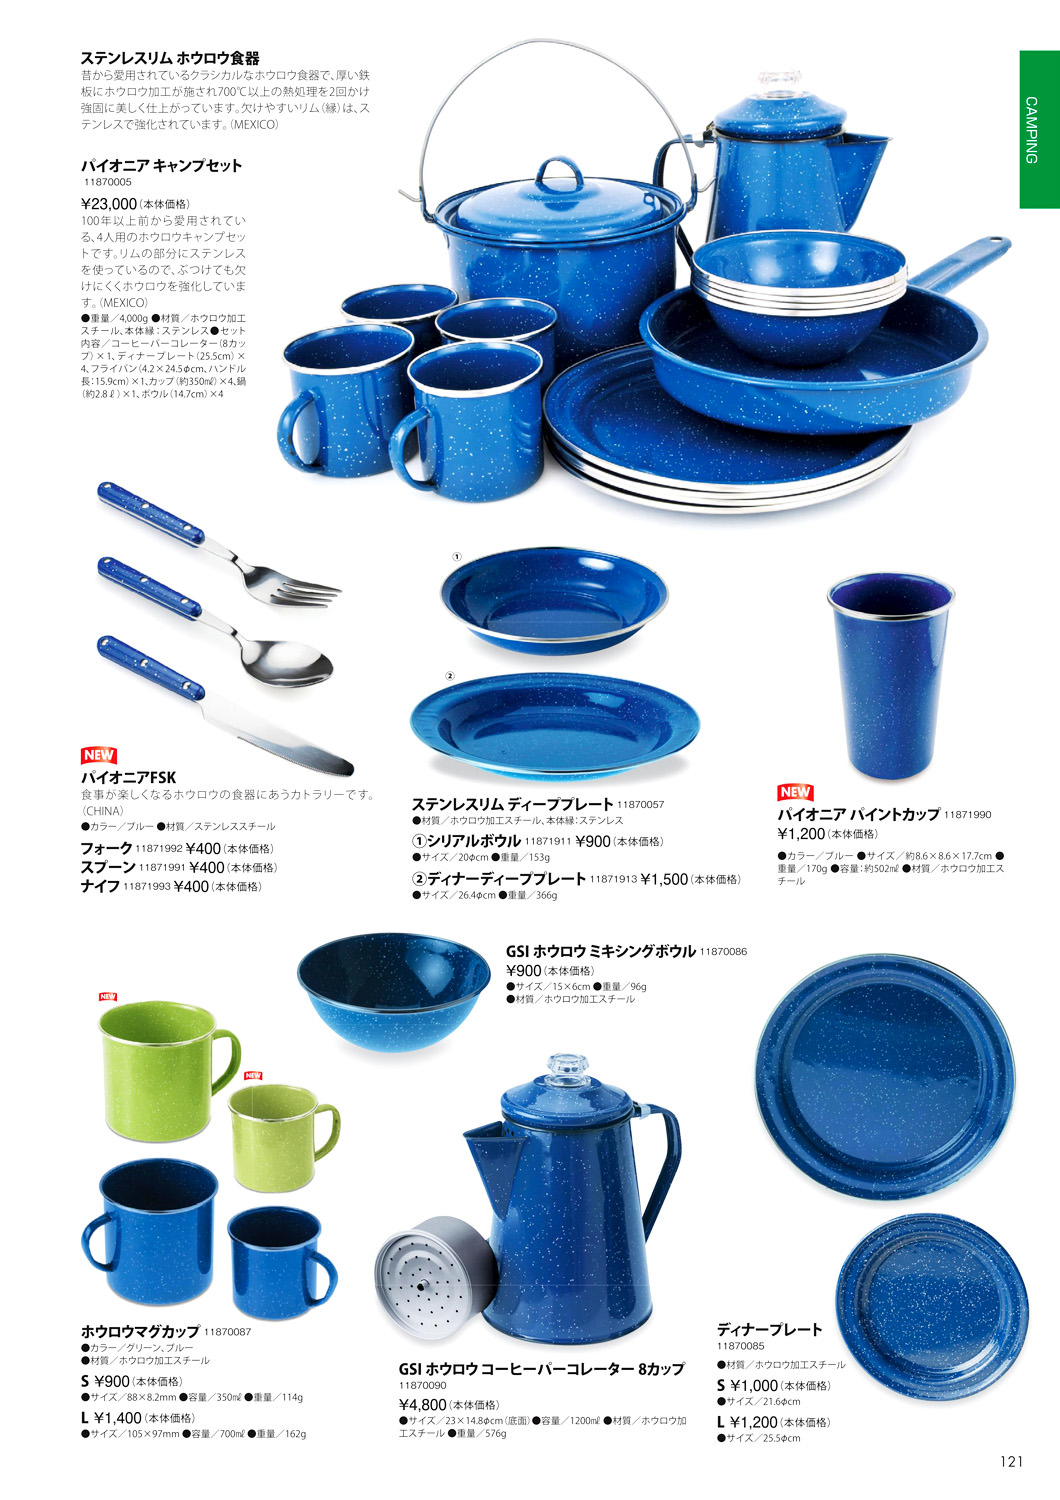 ステンレスリム ホウロウ食器
昔から愛用されているクラシカルなホウロウ食器で、厚い鉄
板にホウロウ加工が施され700℃以上の熱処理を2回かけ
強固に美しく仕上がっています。欠けやすいリム(縁)は、ス
テンレスで強化されています。(MEXICO)
CAMPING
パイオニア キャンプセット
11870005
¥23,000(本体価格)
100年以上前から愛用されてい
る、4人用のホウロウキャンプセッ
トです。リムの部分にステンレス
を使っているので、ぶつけても欠
けにくくホウロウを強化していま
す。(MEXICO)
●重量/4,000g ●材質/ホウロウ加工
スチール、本体縁:ステンレス●セット
内容/コーヒーパーコレーター(8カッ
プ)×1、ディナープレート(25.5cm)×
4、フライパン(4.2×24.5φcm、ハンドル
長:15.9cm)×1、カップ(約350㎖)×4、鍋
(約2.8ℓ)×1、ボウル(14.7cm)×4
NEW
パイオニアFSK
食事が楽しくなるホウロウの食器にあうカトラリーです。
(CHINA)
●カラー/ブルー ●材質/ステンレススチール
フォーク 11871992 ¥400(本体価格)
スプーン 11871991 ¥400(本体価格)
ナイフ 11871993 ¥400(本体価格)
①
②
ステンレスリム ディーププレート 11870057
●材質/ホウロウ加工スチール、本体縁:ステンレス
①シリアルボウル 11871911 ¥900(本体価格)
●サイズ/20φcm ●重量/153g
②ディナーディーププレート 11871913 ¥1,500(本体価格)
●サイズ/26.4φcm ●重量/366g
NEW
パイオニア パイントカップ 11871990
¥1,200(本体価格)
●カラー/ブルー ●サイズ/約8.6×8.6×17.7cm ●
重量/170g ●容量:約502㎖ ●材質/ホウロウ加工ス
チール
GSI ホウロウ ミキシングボウル 11870086
¥900(本体価格)
●サイズ/15×6cm ●重量/96g
●材質/ホウロウ加工スチール
NEW
NEW
ホウロウマグカップ 11870087
●カラー/グリーン、ブルー
●材質/ホウロウ加工スチール
S ¥900(本体価格)
●サイズ/88×8.2mm ●容量/350㎖ ●重量/114g
L ¥1,400(本体価格)
●サイズ/105×97mm ●容量/700㎖ ●重量/162g
GSI ホウロウ コーヒーパーコレーター 8カップ
11870090
¥4,800(本体価格)
●サイズ/23×14.8φcm(底面)●容量/1200㎖ ●材質/ホウロウ加
工スチール ●重量/576g
ディナープレート
11870085
●材質/ホウロウ加工スチール
S ¥1,000(本体価格)
●サイズ/21.6φcm
L ¥1,200(本体価格)
●サイズ/25.5φcm
121